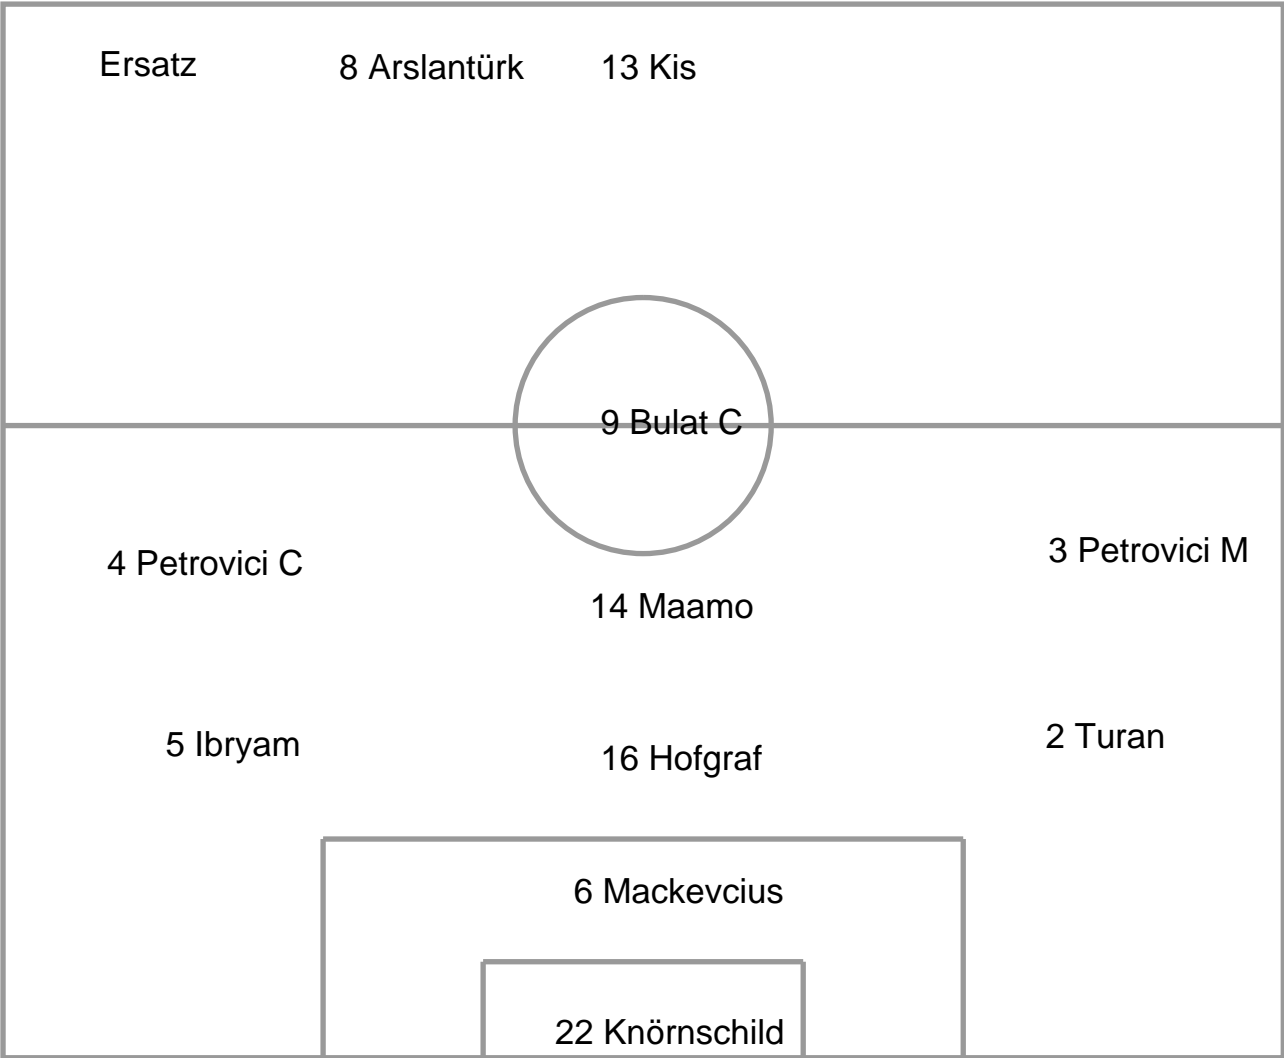 Ersatz 8 Arslantürk 13 Kis
9 Bulat C
4 Petrovici C 3 Petrovici M
14 Maamo
5 Ibryam 16 Hofgraf 2 Turan
6 Mackevcius
22 Knörnschild